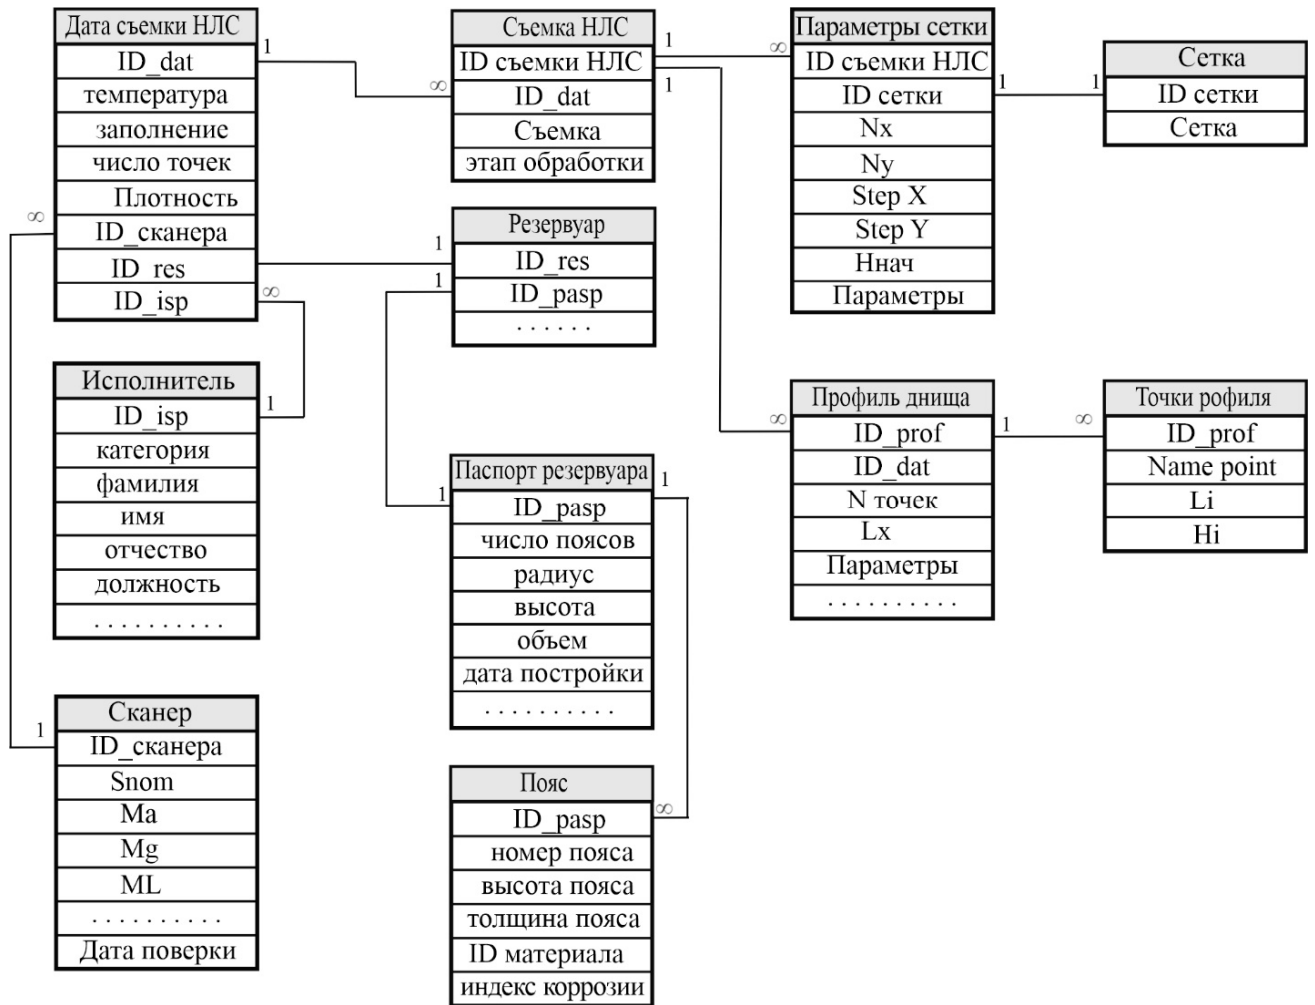 Дата съемки НЛС
ID_dat
температура
заполнение
число точек
Плотность
ID_сканера
ID_res
ID_isp
1
∞
∞
Съемка НЛС
ID съемки НЛС
ID_dat
Съемка
этап обработки
1
1
∞
Параметры сетки
ID съемки НЛС
ID сетки
Nx
Ny
Step X
Step Y
Ннач
Параметры
∞
1
Сетка
ID сетки
Сетка
1
Резервуар
ID_res
ID_pasp
. . . . . .
1
1
Исполнитель
ID_isp
категория
фамилия
имя
отчество
должность
. . . . . . . . . .
1
Паспорт резервуара
ID_pasp
число поясов
радиус
высота
объем
дата постройки
. . . . . . . . . .
1
1
Профиль днища
ID_prof
ID_dat
N точек
Lx
Параметры
. . . . . . . . . .
∞
1
Точки рофиля
ID_prof
Name point
Li
Hi
∞
Сканер
ID_сканера
Snom
Ma
Mg
ML
. . . . . . . . . .
Дата поверки
1
Пояс
ID_pasp
номер пояса
высота пояса
толщина пояса
ID материала
индекс коррозии
∞